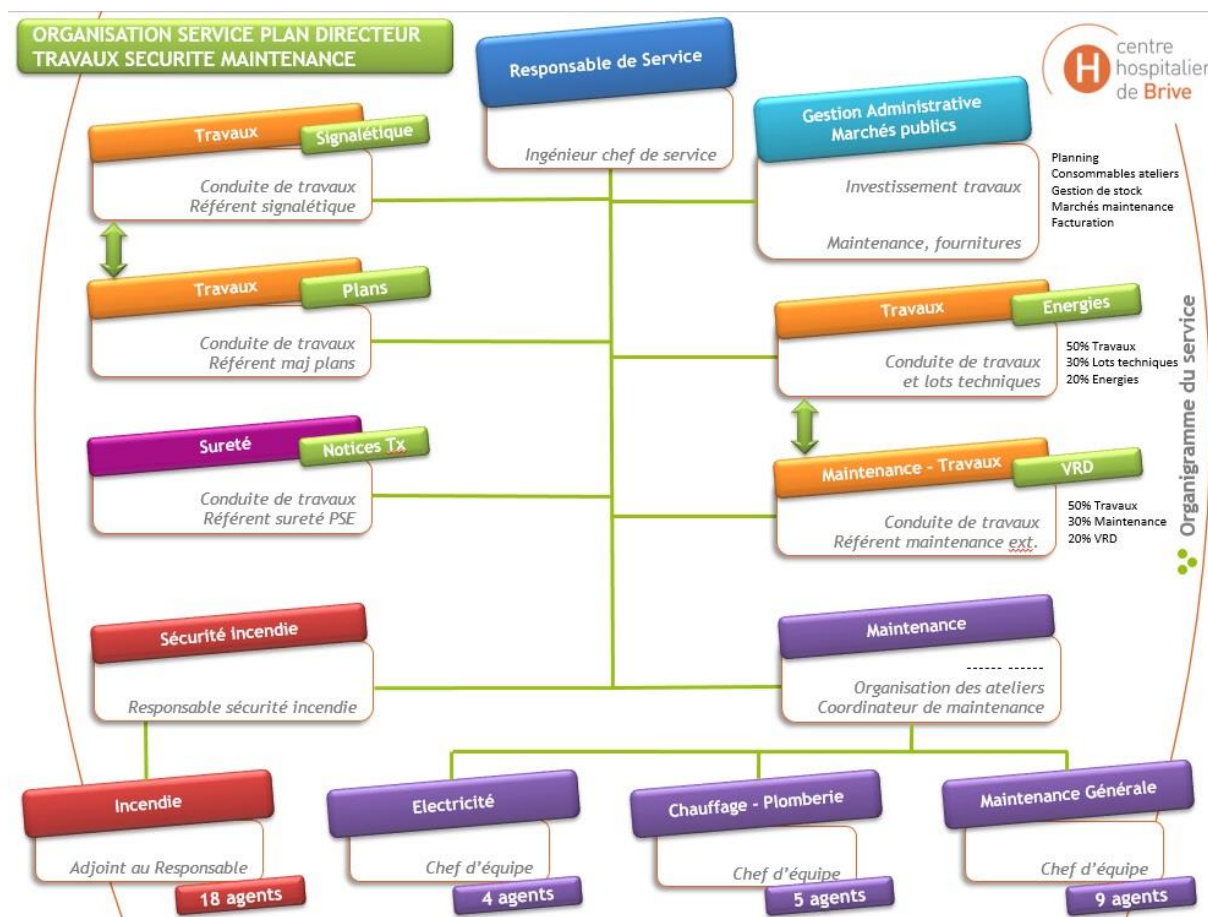 ORGANISATION SERVICE PLAN DIRECTEUR
TRAVAUX SECURITE MAINTENANCE
Responsable de Service
Ingénieur chef de service
H
centre
hospitalier
de Brive
Gestion Administrative
Marchés publics
Investissement travaux
Maintenance, fournitures
Planning
Consommables ateliers
Gestion de stock
Marchés maintenance
Facturation
Travaux
Signalétique
Conduite de travaux
Référent signalétique
Travaux
Plans
Conduite de travaux
Référent maj plans
Travaux
Energies
Conduite de travaux
et lots techniques
50% Travaux
30% Lots techniques
20% Energies
Sureté
Notices Tx
Conduite de travaux
Référent sureté PSE
Maintenance - Travaux
VRD
Conduite de travaux
Référent maintenance ext.
50% Travaux
30% Maintenance
20% VRD
Organigramme du service
Sécurité incendie
Responsable sécurité incendie
Maintenance
------ ------
Organisation des ateliers
Coordinateur de maintenance
Incendie
Adjoint au Responsable
18 agents
Electricité
Chef d'équipe
4 agents
Chauffage - Plomberie
Chef d'équipe
5 agents
Maintenance Générale
Chef d'équipe
9 agents